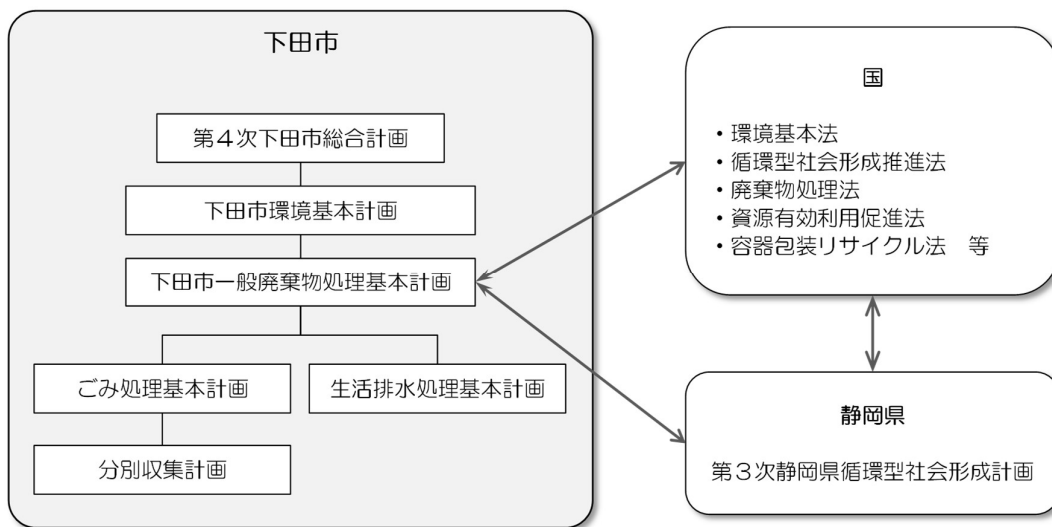 下田市
第４次下田市総合計画
下田市環境基本計画
下田市一般廃棄物処理基本計画
ごみ処理基本計画
生活排水処理基本計画
分別収集計画
国
・環境基本法
・循環型社会形成推進法
・廃棄物処理法
・資源有効利用促進法
・容器包装リサイクル法　等
静岡県
第３次静岡県循環型社会形成計画